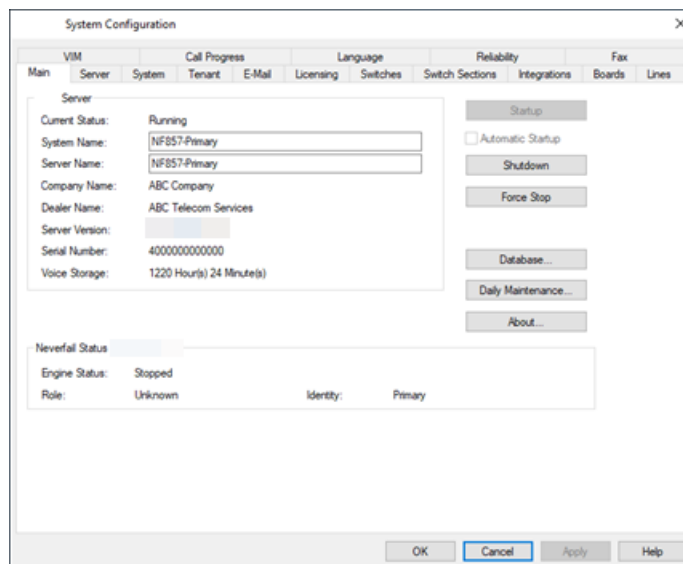 System Configuration
VIM Call Progress Language Reliability Fax
Main Server System Tenant E-Mail Licensing Switches Switch Sections Integrations Boards Lines
Server
Current Status: Running
System Name: NF857-Primary
Server Name: NF857-Primary
Company Name: ABC Company
Dealer Name: ABC Telecom Services
Server Version:
Serial Number: 4000000000000
Voice Storage: 1220 Hour(s) 24 Minute(s)
Startup
Automatic Startup
Shutdown
Force Stop
Database...
Daily Maintenance...
About...
Neverfail Status
Engine Status: Stopped
Role: Unknown Identity: Primary
OK Cancel Apply Help